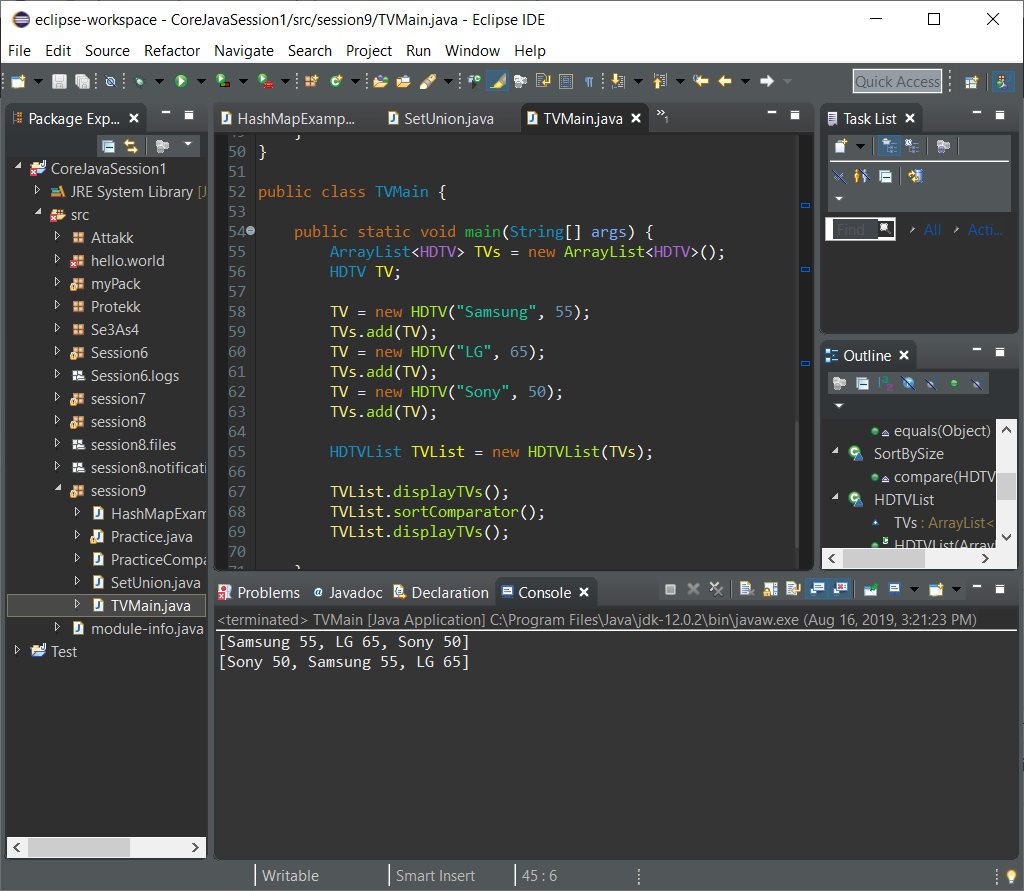 eclipse-workspace - CoreJavaSession1/src/session9/TVMain.java - Eclipse IDE
File Edit Source Refactor Navigate Search Project Run Window Help
Quick Access
Package Exp...
CoreJavaSession1
JRE System Library [J
src
Attakk
hello.world
myPack
Protekk
Se3As4
Session6
Session6.logs
session7
session8
session8.files
session8.notificati
session9
HashMapExam
Practice.java
PracticeCompa
SetUnion.java
TVMain.java
module-info.java
Test
HashMapExamp... SetUnion.java TVMain.java »1
50 }
51
52 public class TVMain {
53
54 public static void main(String[] args) {
55 ArrayList<HDTV> TVs = new ArrayList<HDTV>();
56 HDTV TV;
57
58 TV = new HDTV("Samsung", 55);
59 TVs.add(TV);
60 TV = new HDTV("LG", 65);
61 TVs.add(TV);
62 TV = new HDTV("Sony", 50);
63 TVs.add(TV);
64
65 HDTVList TVList = new HDTVList(TVs);
66
67 TVList.displayTVs();
68 TVList.sortComparator();
69 TVList.displayTVs();
70
Task List
Find All Acti...
Outline
equals(Object)
SortBySize
compare(HDTV
HDTVList
TVs : ArrayList<
HDTVList(Array
Problems @ Javadoc Declaration Console
<terminated> TVMain [Java Application] C:\Program Files\Java\jdk-12.0.2\bin\javaw.exe (Aug 16, 2019, 3:21:23 PM)
[Samsung 55, LG 65, Sony 50]
[Sony 50, Samsung 55, LG 65]
Writable Smart Insert 45 : 6